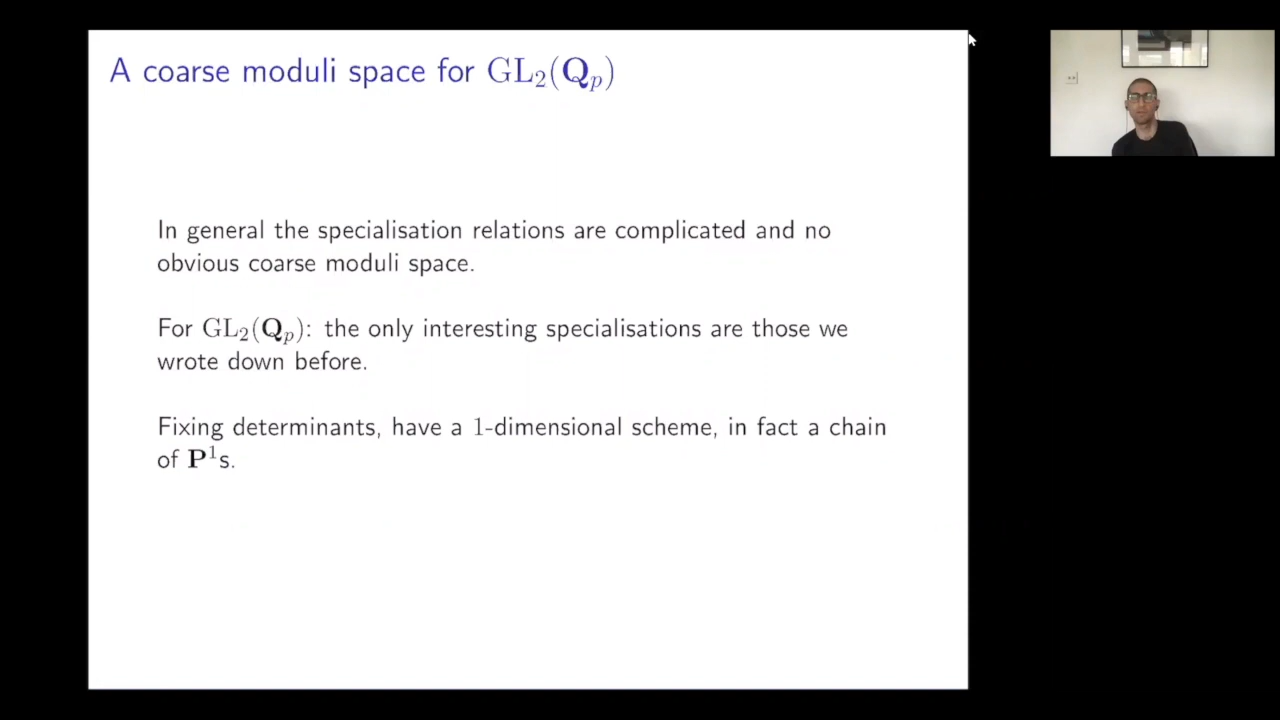 A coarse moduli space for GL₂(Qₚ)
In general the specialisation relations are complicated and no
obvious coarse moduli space.
For GL₂(Qₚ): the only interesting specialisations are those we
wrote down before.
Fixing determinants, have a 1-dimensional scheme, in fact a chain
of P¹s.